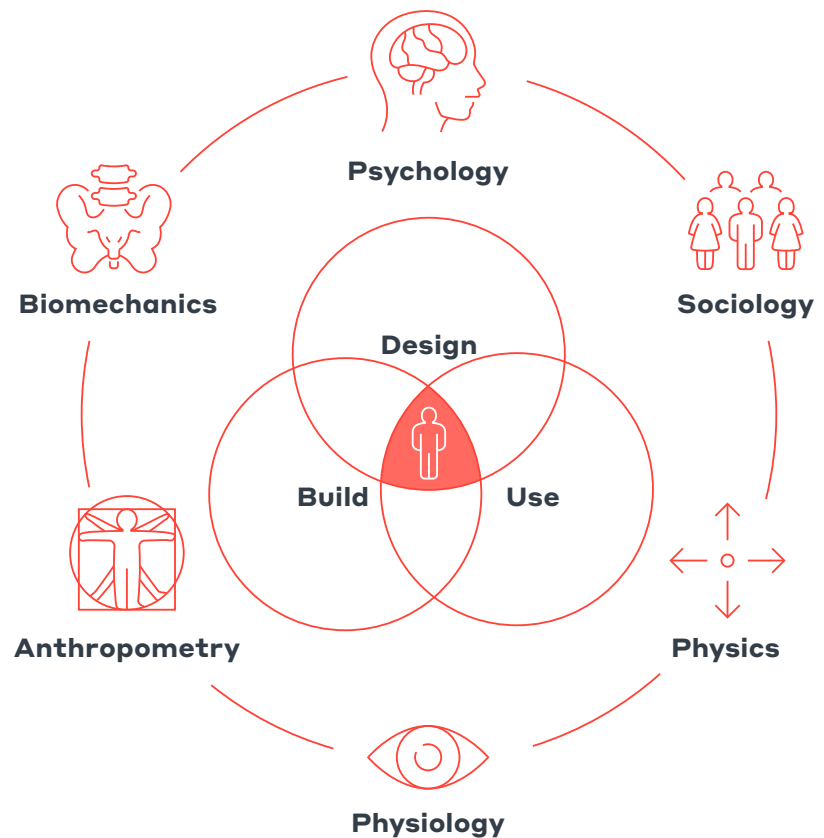 Psychology
Biomechanics
Sociology
Design
Build
Use
Anthropometry
Physics
Physiology